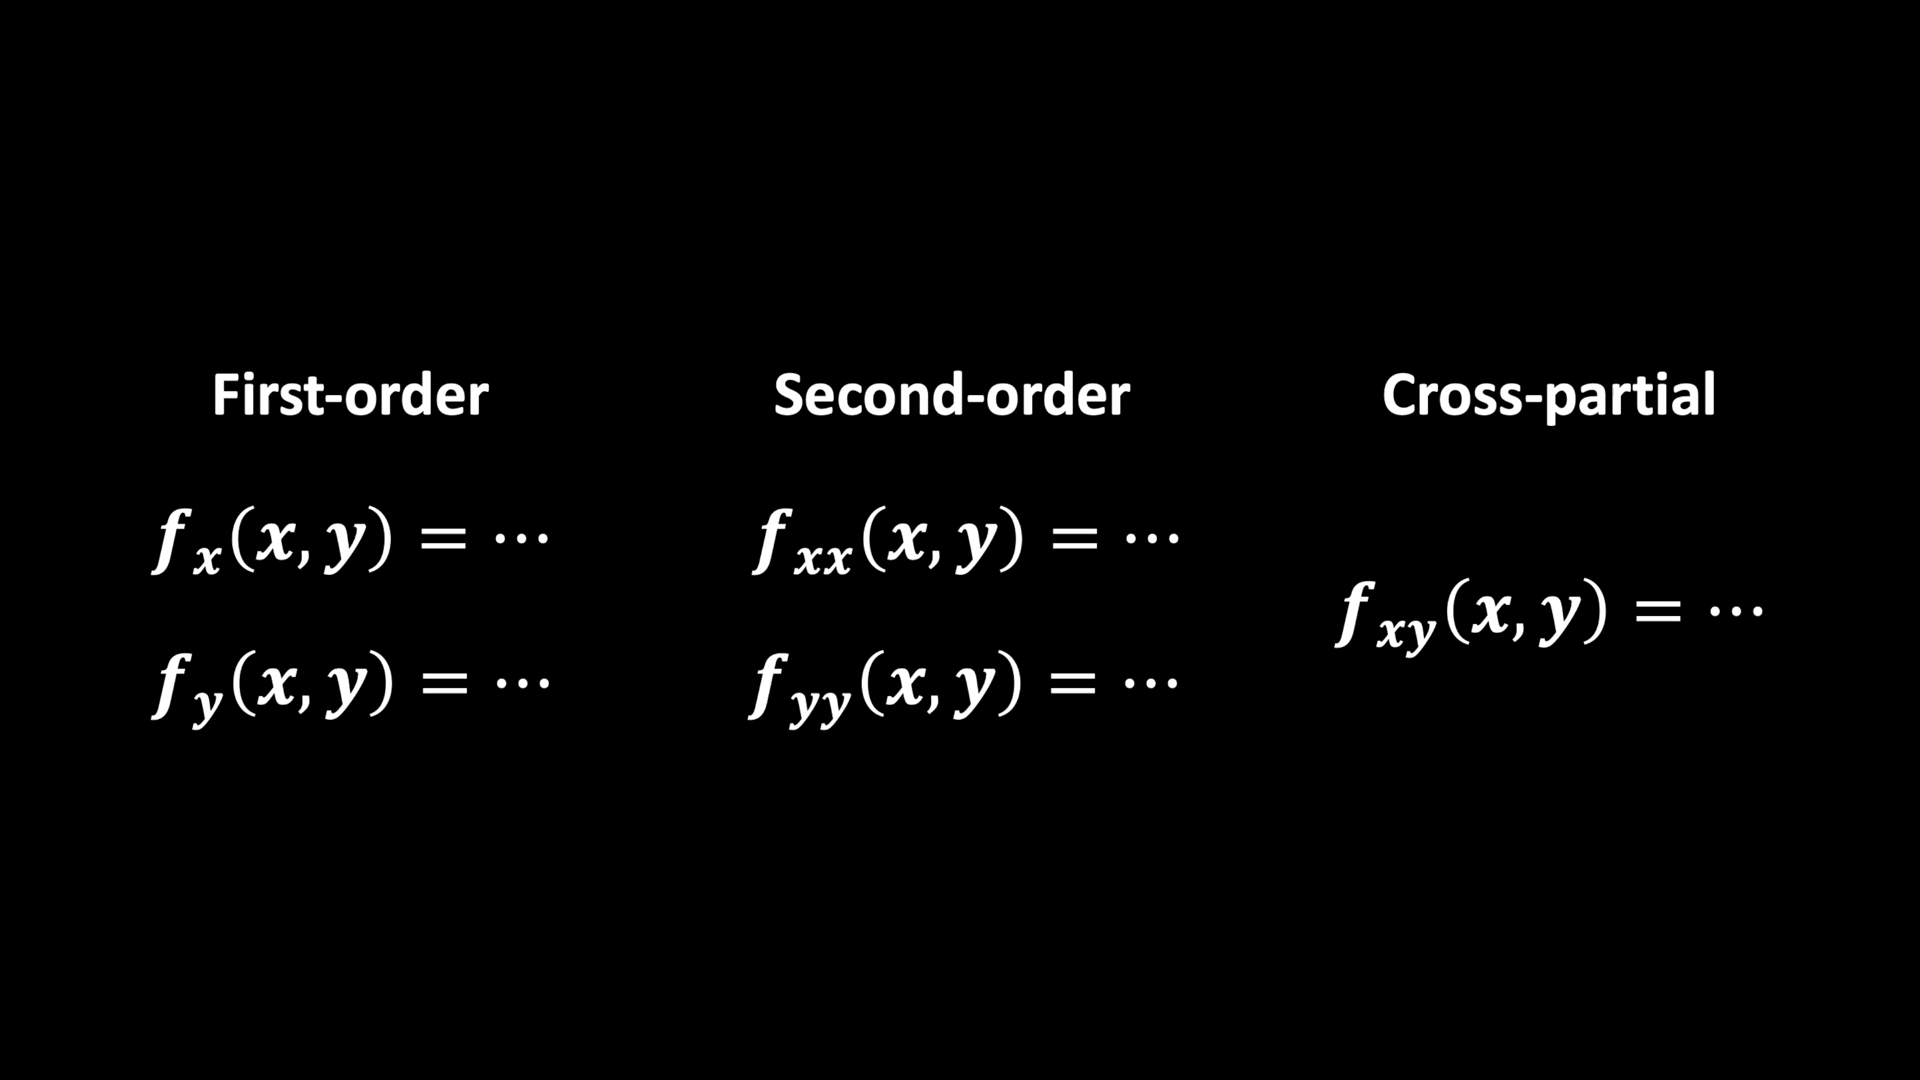 First-order
f_x(x, y) = ⋯
f_y(x, y) = ⋯
Second-order
f_xx(x, y) = ⋯
f_yy(x, y) = ⋯
Cross-partial
f_xy(x, y) = ⋯